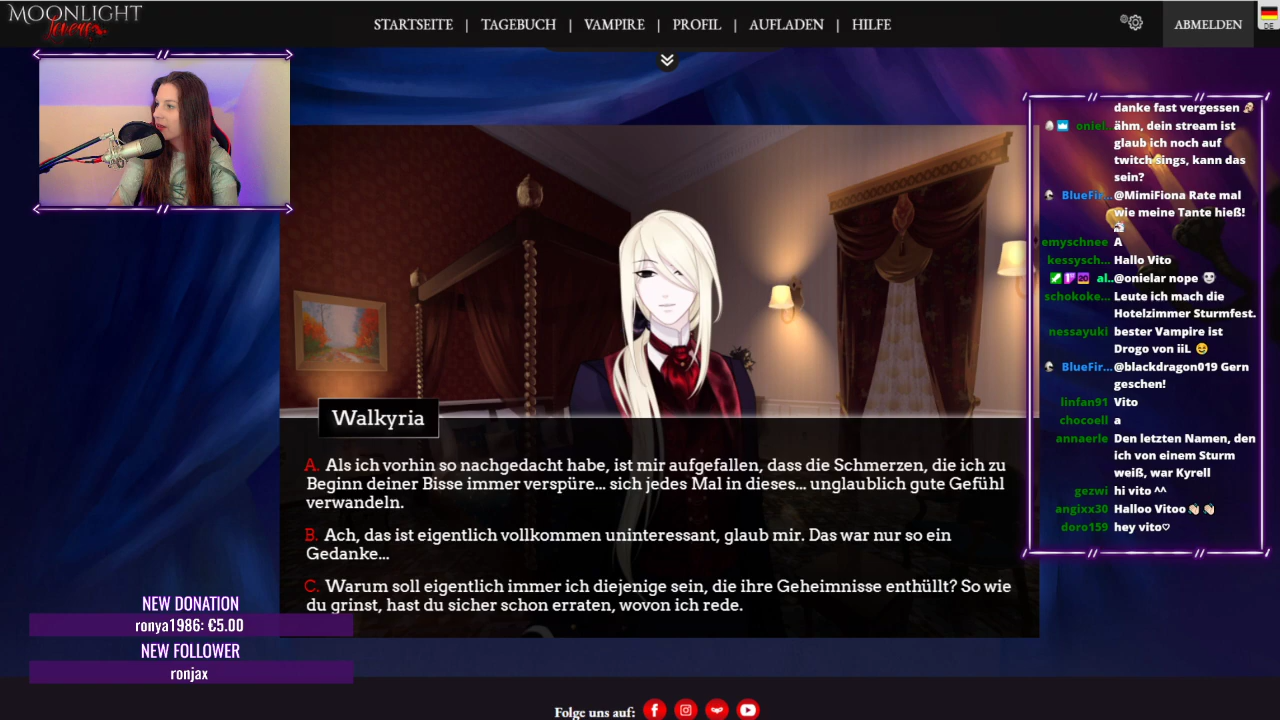 MOONLIGHT
Lovers
STARTSEITE | TAGEBUCH | VAMPIRE | PROFIL | AUFLADEN | HILFE
ABMELDEN
DE
danke fast vergessen
oniel... ähm, dein stream ist
glaub ich noch auf
twitch sings, kann das
sein?
BlueFir... @MimiFiona Rate mal
wie meine Tante hieß!
emyschnee A
kessysch... Hallo Vito
al... @onielar nope
schokoke... Leute ich mach die
Hotelzimmer Sturmfest.
nessayuki bester Vampire ist
Drogo von iiL
BlueFir... @blackdragon019 Gern
geschen!
linfan91 Vito
chocoell a
annaerle Den letzten Namen, den
ich von einem Sturm
weiß, war Kyrell
gezwi hi vito ^^
angixx30 Halloo Vitoo
doro159 hey vito♡
Walkyria
A. Als ich vorhin so nachgedacht habe, ist mir aufgefallen, dass die Schmerzen, die ich zu
Beginn deiner Bisse immer verspüre... sich jedes Mal in dieses... unglaublich gute Gefühl
verwandeln.
B. Ach, das ist eigentlich vollkommen uninteressant, glaub mir. Das war nur so ein
Gedanke...
C. Warum soll eigentlich immer ich diejenige sein, die ihre Geheimnisse enthüllt? So wie
du grinst, hast du sicher schon erraten, wovon ich rede.
NEW DONATION
ronya1986: €5.00
NEW FOLLOWER
ronjax
Folge uns auf: